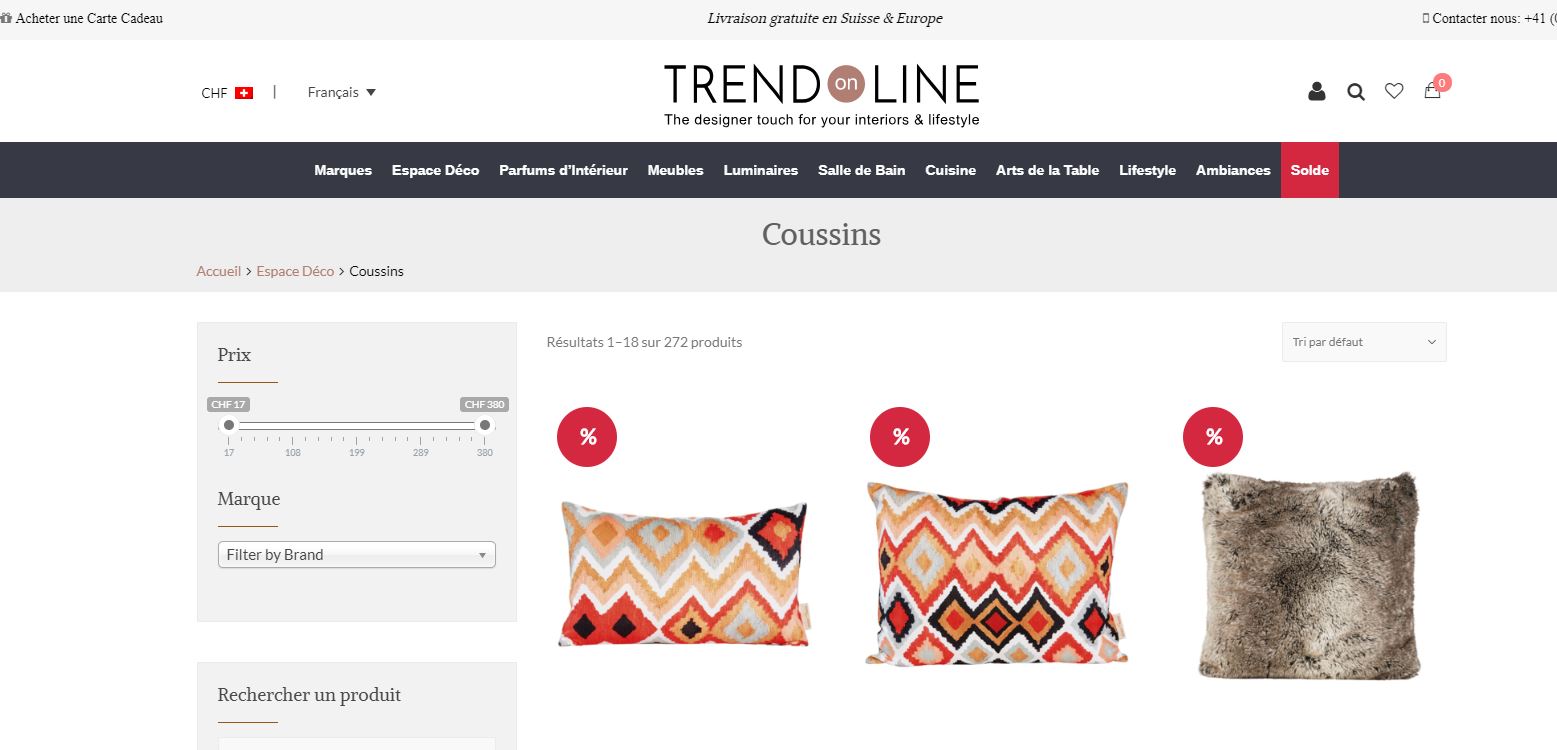 Acheter une Carte Cadeau
Livraison gratuite en Suisse & Europe
Contacter nous: +41
CHF
|
Français
TREND on LINE
The designer touch for your interiors & lifestyle
0
Marques
Espace Déco
Parfums d'Intérieur
Meubles
Luminaires
Salle de Bain
Cuisine
Arts de la Table
Lifestyle
Ambiances
Solde
Coussins
Accueil > Espace Déco > Coussins
Prix
CHF 17
CHF 380
17
108
199
289
380
Marque
Filter by Brand
Rechercher un produit
Résultats 1–18 sur 272 produits
Tri par défaut
%
%
%